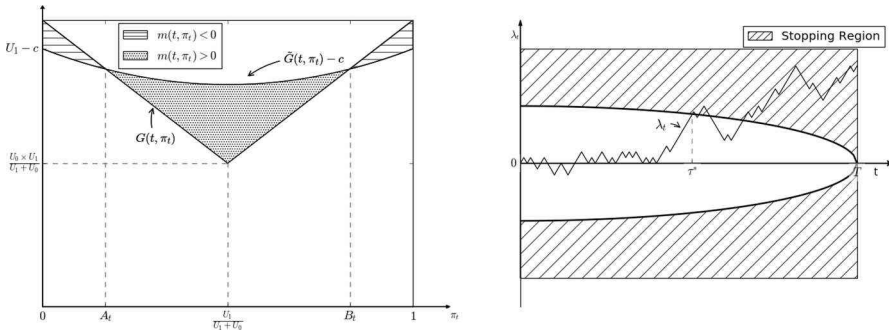 m(t, π_t) < 0
m(t, π_t) > 0
U_1 − c
G̃(t, π_t) − c
G(t, π_t)
U_0 × U_1
U_1 + U_0
0
A_t
U_1
U_1 + U_0
B_t
1
π_t
λ_t
Stopping Region
λ_t
0
τ*
T
t